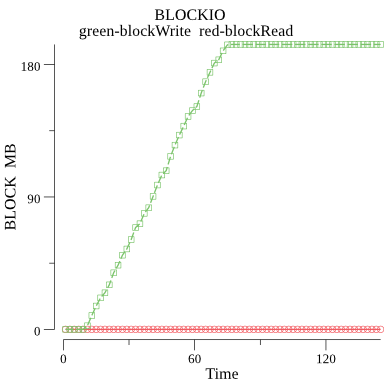 BLOCKIO
green-blockWrite red-blockRead
180
90
0
BLOCK MB
0 60 120
Time